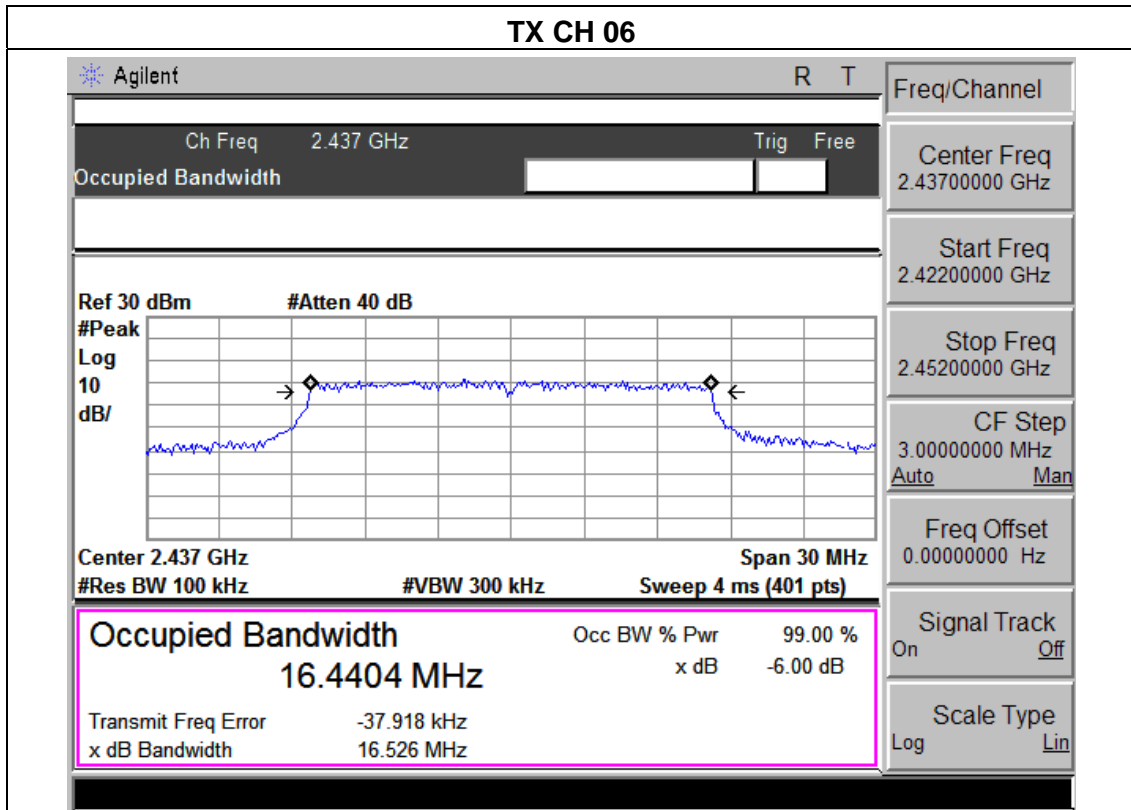 TX CH 06
Agilent R T
Ch Freq 2.437 GHz Trig Free
Occupied Bandwidth
Ref 30 dBm #Atten 40 dB
#Peak
Log
10
dB/
Center 2.437 GHz Span 30 MHz
#Res BW 100 kHz #VBW 300 kHz Sweep 4 ms (401 pts)
Occupied Bandwidth Occ BW % Pwr 99.00 %
16.4404 MHz x dB -6.00 dB
Transmit Freq Error -37.918 kHz
x dB Bandwidth 16.526 MHz
Freq/Channel
Center Freq
2.43700000 GHz
Start Freq
2.42200000 GHz
Stop Freq
2.45200000 GHz
CF Step
3.00000000 MHz
Auto Man
Freq Offset
0.00000000 Hz
Signal Track
On Off
Scale Type
Log Lin